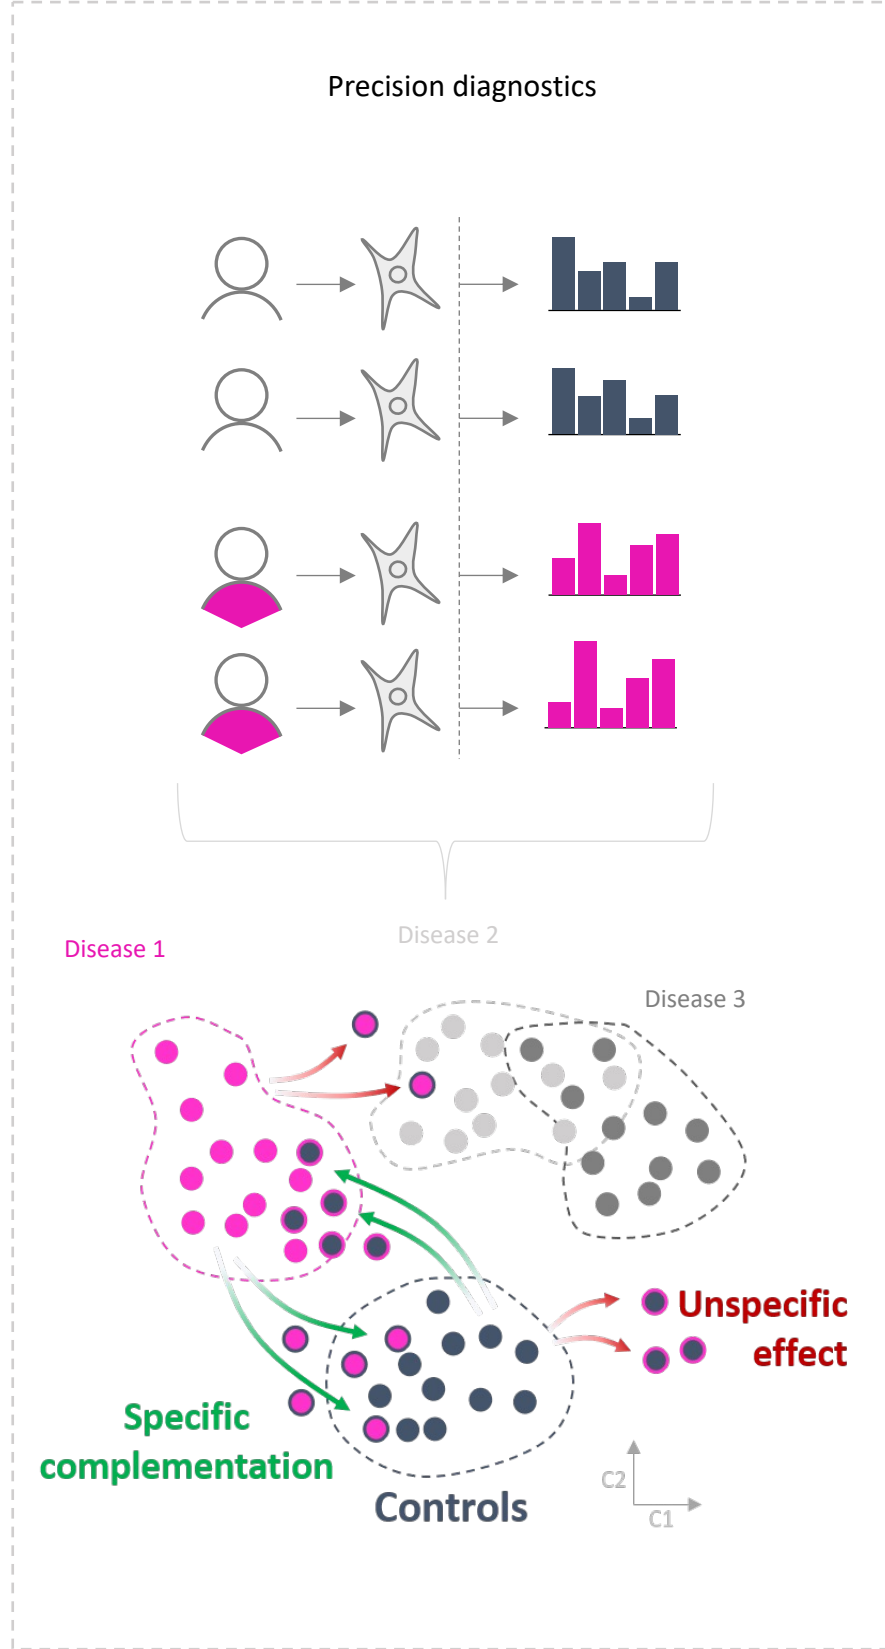 Precision diagnostics
Disease 1
Disease 2
Disease 3
Unspecific
effect
Specific
complementation
Controls
C2
C1